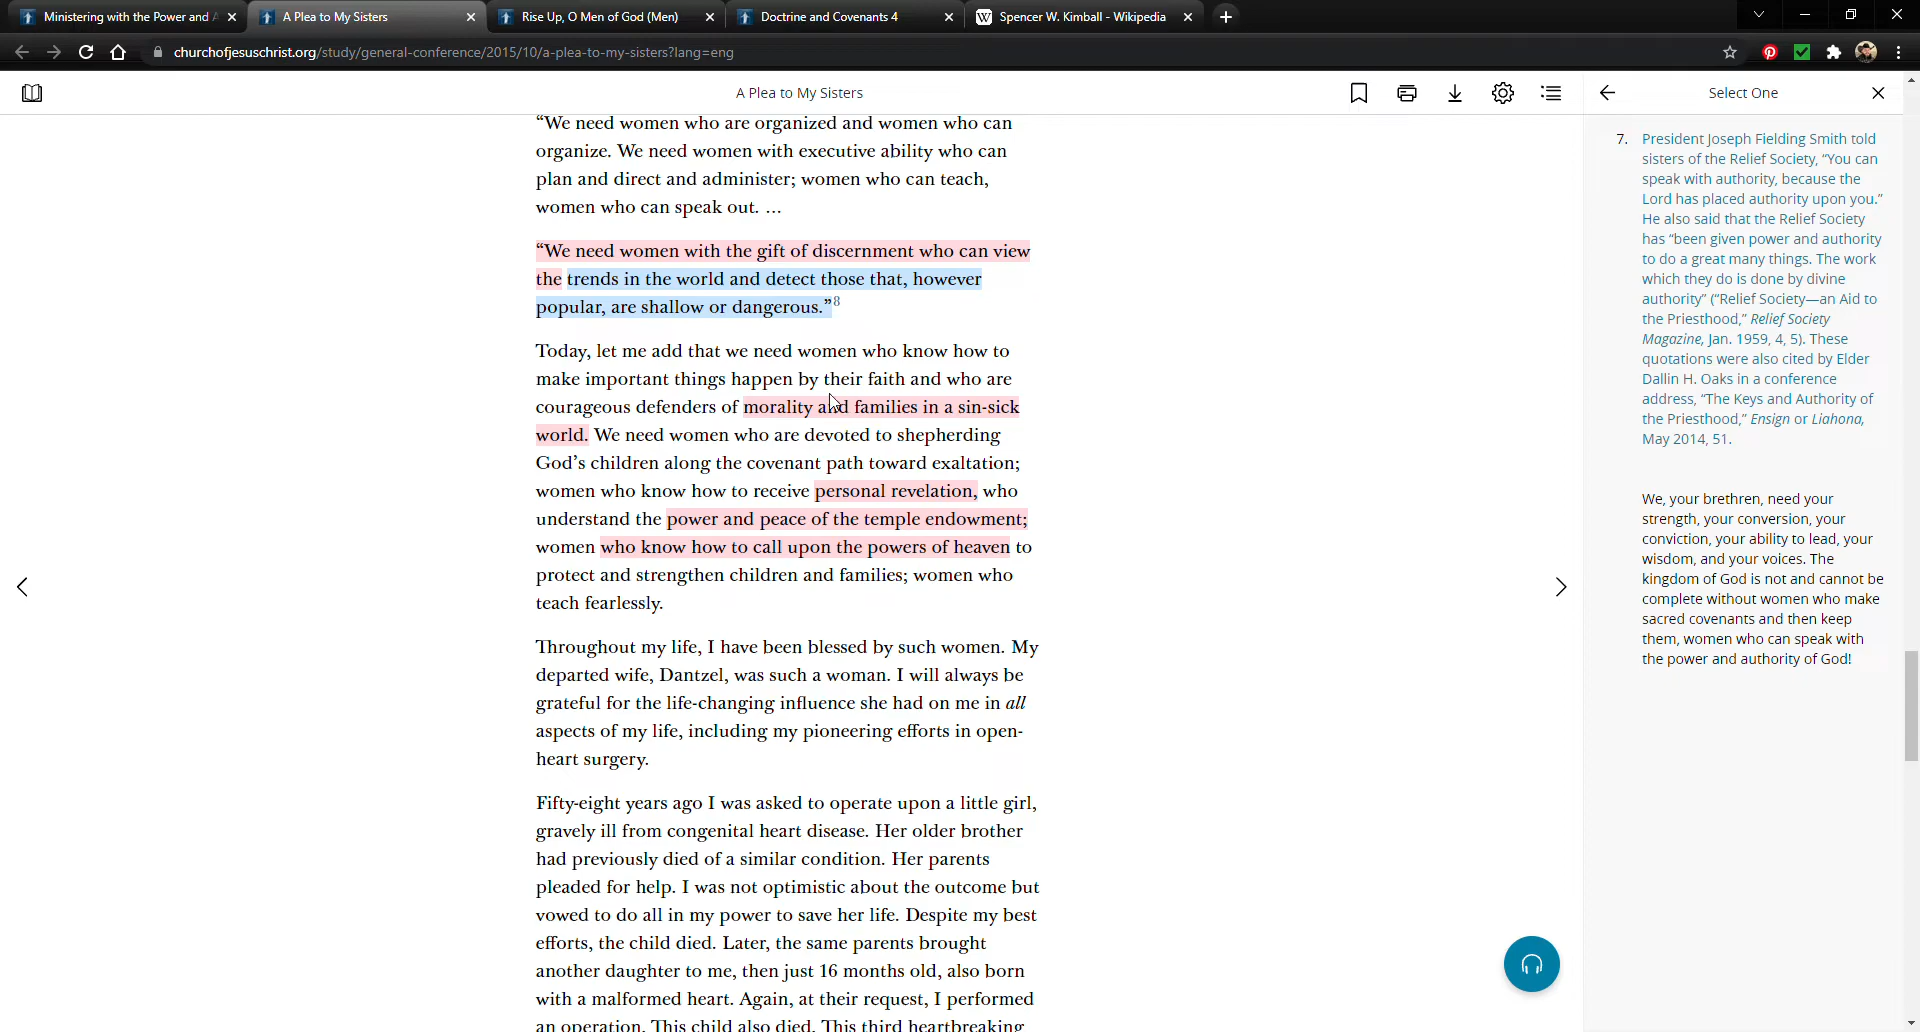 Ministering with the Power and A
A Plea to My Sisters
Rise Up, O Men of God (Men)
Doctrine and Covenants 4
W Spencer W. Kimball - Wikipedia
churchofjesuschrist.org/study/general-conference/2015/10/a-plea-to-my-sisters?lang=eng
A Plea to My Sisters
“We need women who are organized and women who can
organize. We need women with executive ability who can
plan and direct and administer; women who can teach,
women who can speak out. …
“We need women with the gift of discernment who can view
the trends in the world and detect those that, however
popular, are shallow or dangerous.”8
Today, let me add that we need women who know how to
make important things happen by their faith and who are
courageous defenders of morality and families in a sin-sick
world. We need women who are devoted to shepherding
God’s children along the covenant path toward exaltation;
women who know how to receive personal revelation, who
understand the power and peace of the temple endowment;
women who know how to call upon the powers of heaven to
protect and strengthen children and families; women who
teach fearlessly.
Throughout my life, I have been blessed by such women. My
departed wife, Dantzel, was such a woman. I will always be
grateful for the life-changing influence she had on me in all
aspects of my life, including my pioneering efforts in open-
heart surgery.
Fifty-eight years ago I was asked to operate upon a little girl,
gravely ill from congenital heart disease. Her older brother
had previously died of a similar condition. Her parents
pleaded for help. I was not optimistic about the outcome but
vowed to do all in my power to save her life. Despite my best
efforts, the child died. Later, the same parents brought
another daughter to me, then just 16 months old, also born
with a malformed heart. Again, at their request, I performed
an operation. This child also died. This third heartbreaking
Select One
7. President Joseph Fielding Smith told
sisters of the Relief Society, “You can
speak with authority, because the
Lord has placed authority upon you.”
He also said that the Relief Society
has “been given power and authority
to do a great many things. The work
which they do is done by divine
authority” (“Relief Society—an Aid to
the Priesthood,” Relief Society
Magazine, Jan. 1959, 4, 5). These
quotations were also cited by Elder
Dallin H. Oaks in a conference
address, “The Keys and Authority of
the Priesthood,” Ensign or Liahona,
May 2014, 51.
We, your brethren, need your
strength, your conversion, your
conviction, your ability to lead, your
wisdom, and your voices. The
kingdom of God is not and cannot be
complete without women who make
sacred covenants and then keep
them, women who can speak with
the power and authority of God!